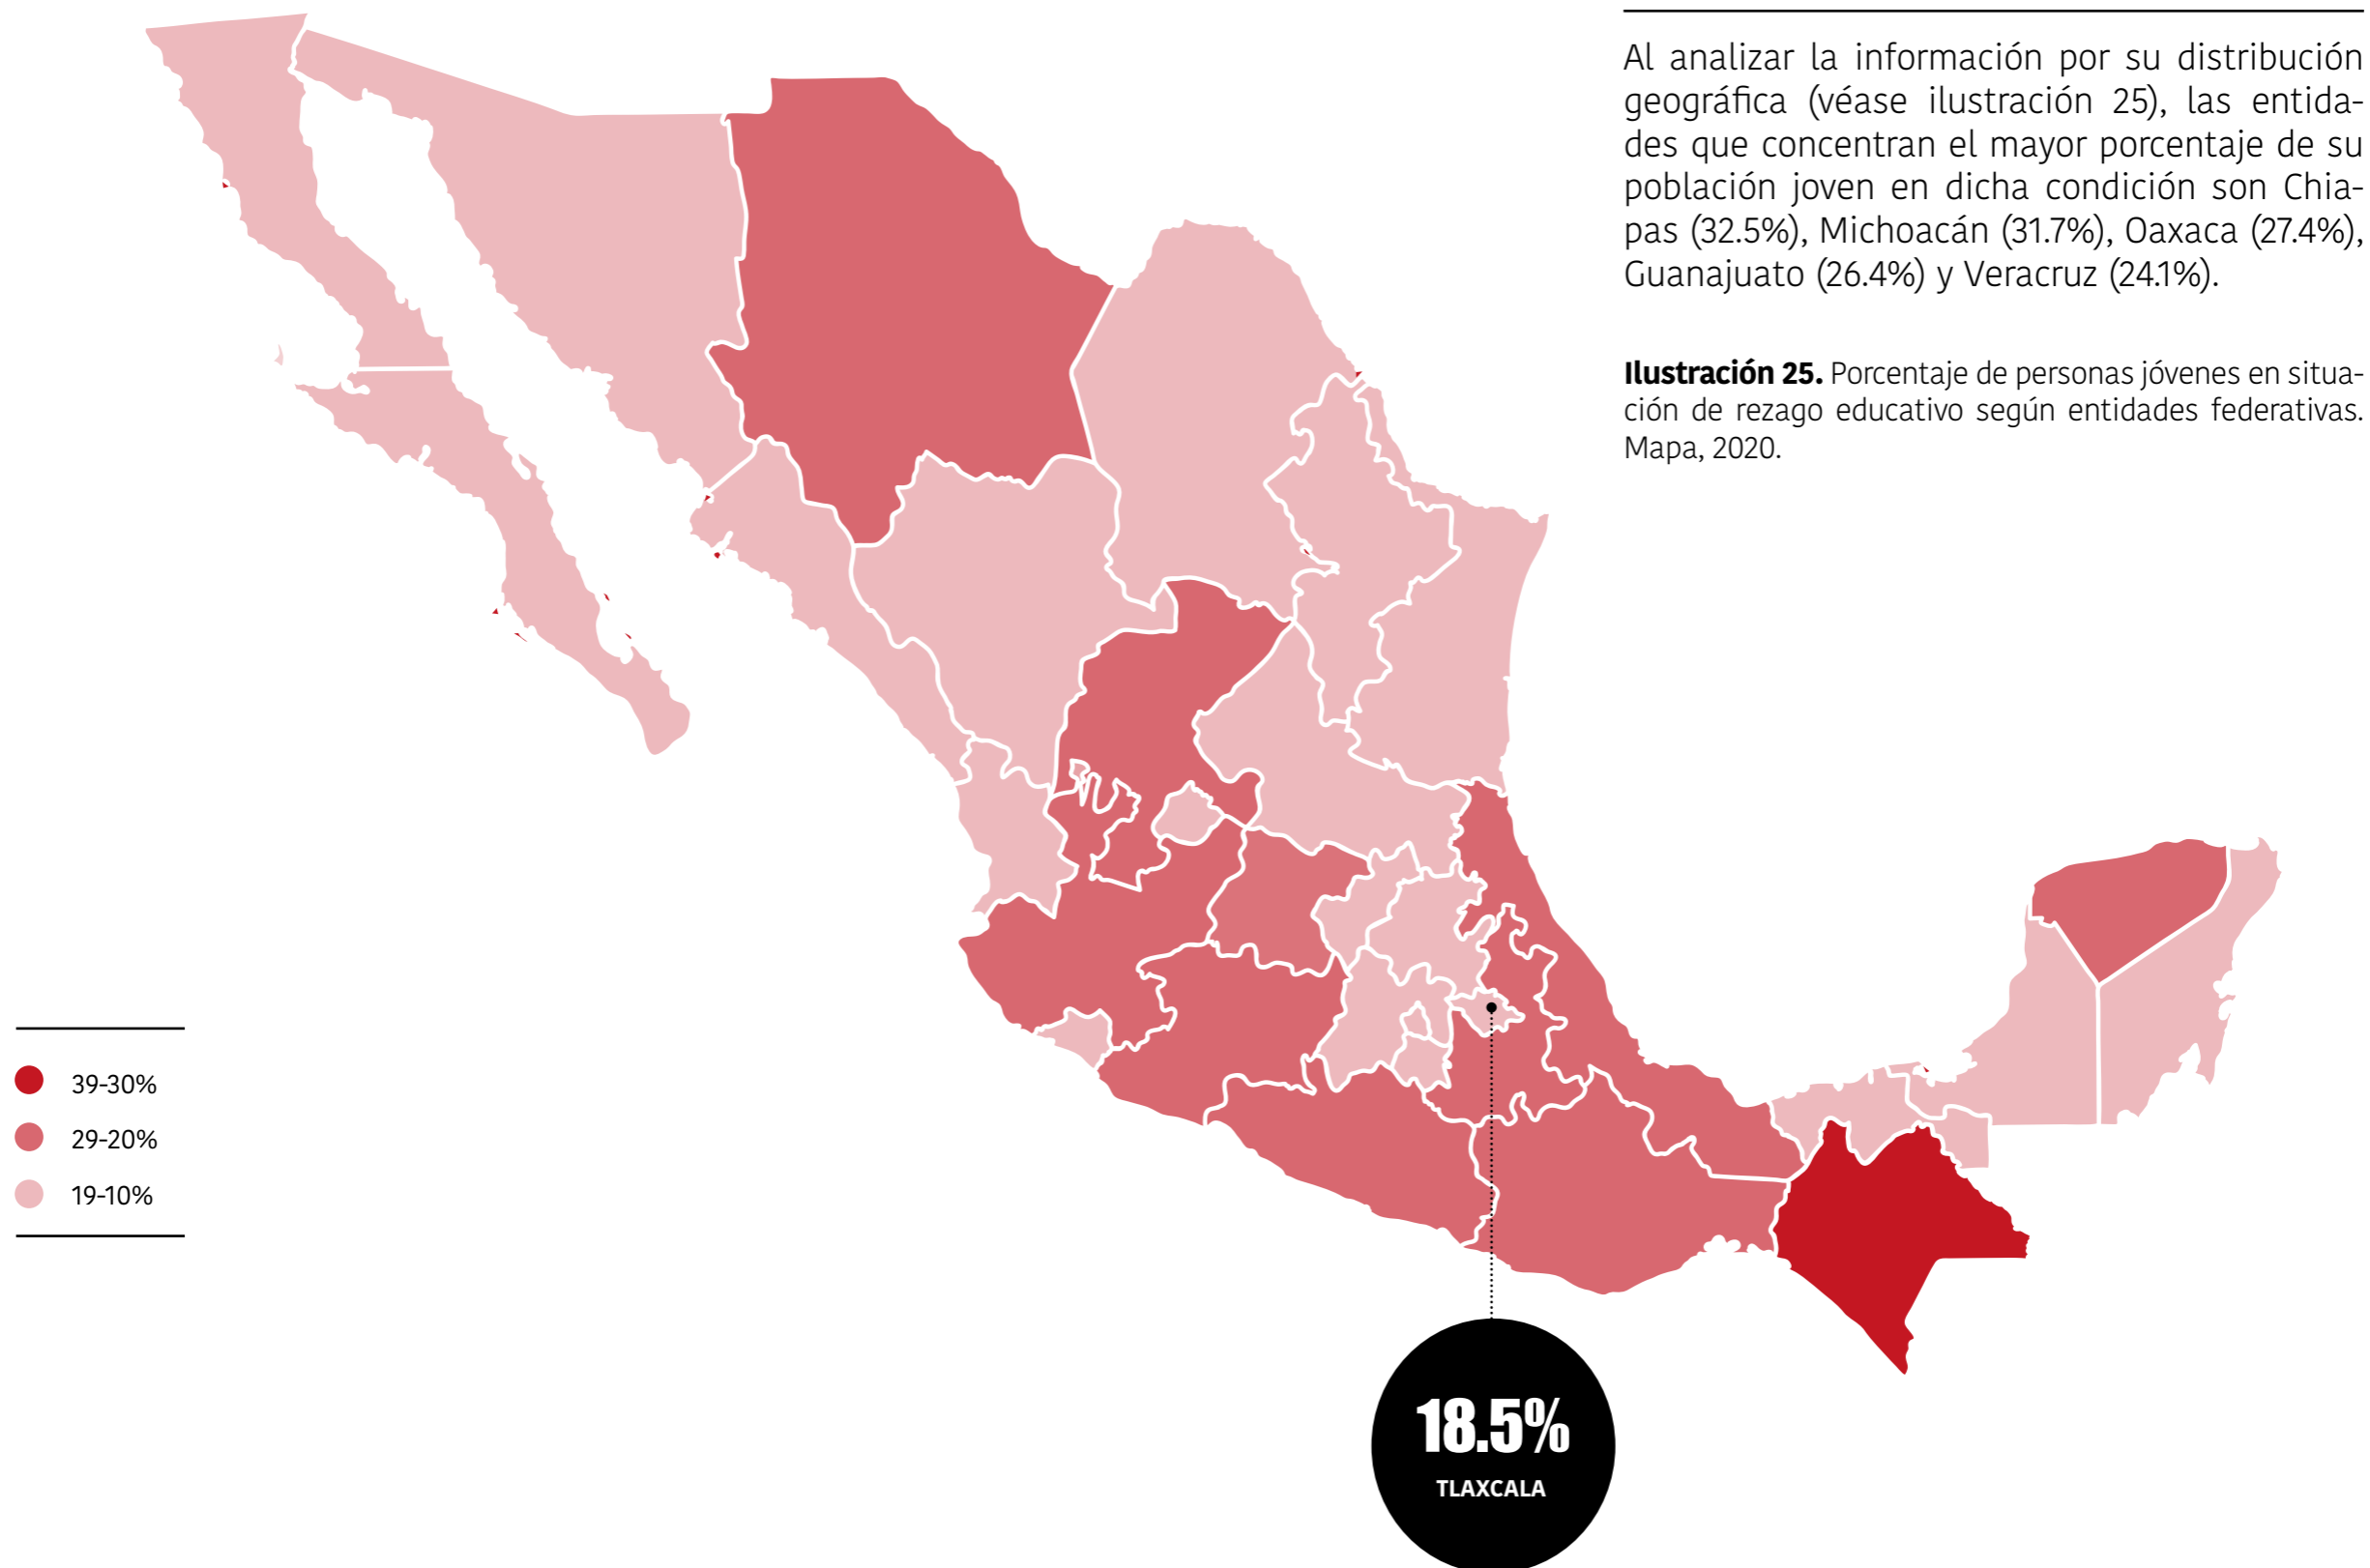 Al analizar la información por su distribución
geográfica (véase ilustración 25), las entida-
des que concentran el mayor porcentaje de su
población joven en dicha condición son Chia-
pas (32.5%), Michoacán (31.7%), Oaxaca (27.4%),
Guanajuato (26.4%) y Veracruz (24.1%).
Ilustración 25. Porcentaje de personas jóvenes en situa-
ción de rezago educativo según entidades federativas.
Mapa, 2020.
39-30%
29-20%
19-10%
18.5%
TLAXCALA